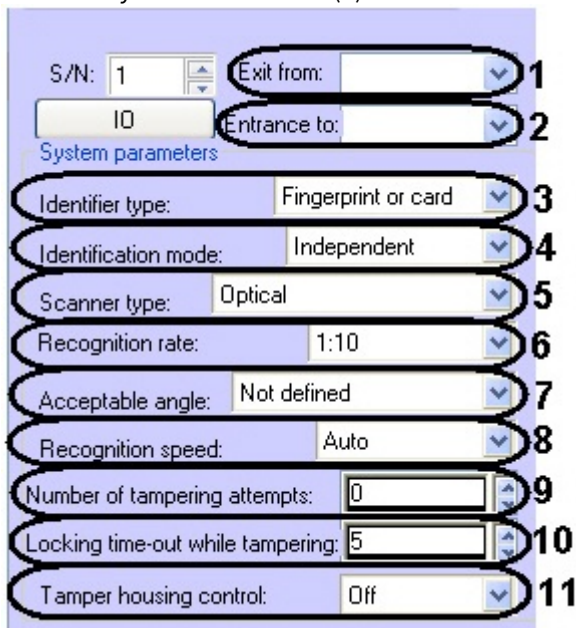 S/N: 1 Exit from: 1
IO Entrance to: 2
System parameters
Identifier type: Fingerprint or card 3
Identification mode: Independent 4
Scanner type: Optical 5
Recognition rate: 1:10 6
Acceptable angle: Not defined 7
Recognition speed: Auto 8
Number of tampering attempts: 0 9
Locking time-out while tampering: 5 10
Tamper housing control: Off 11